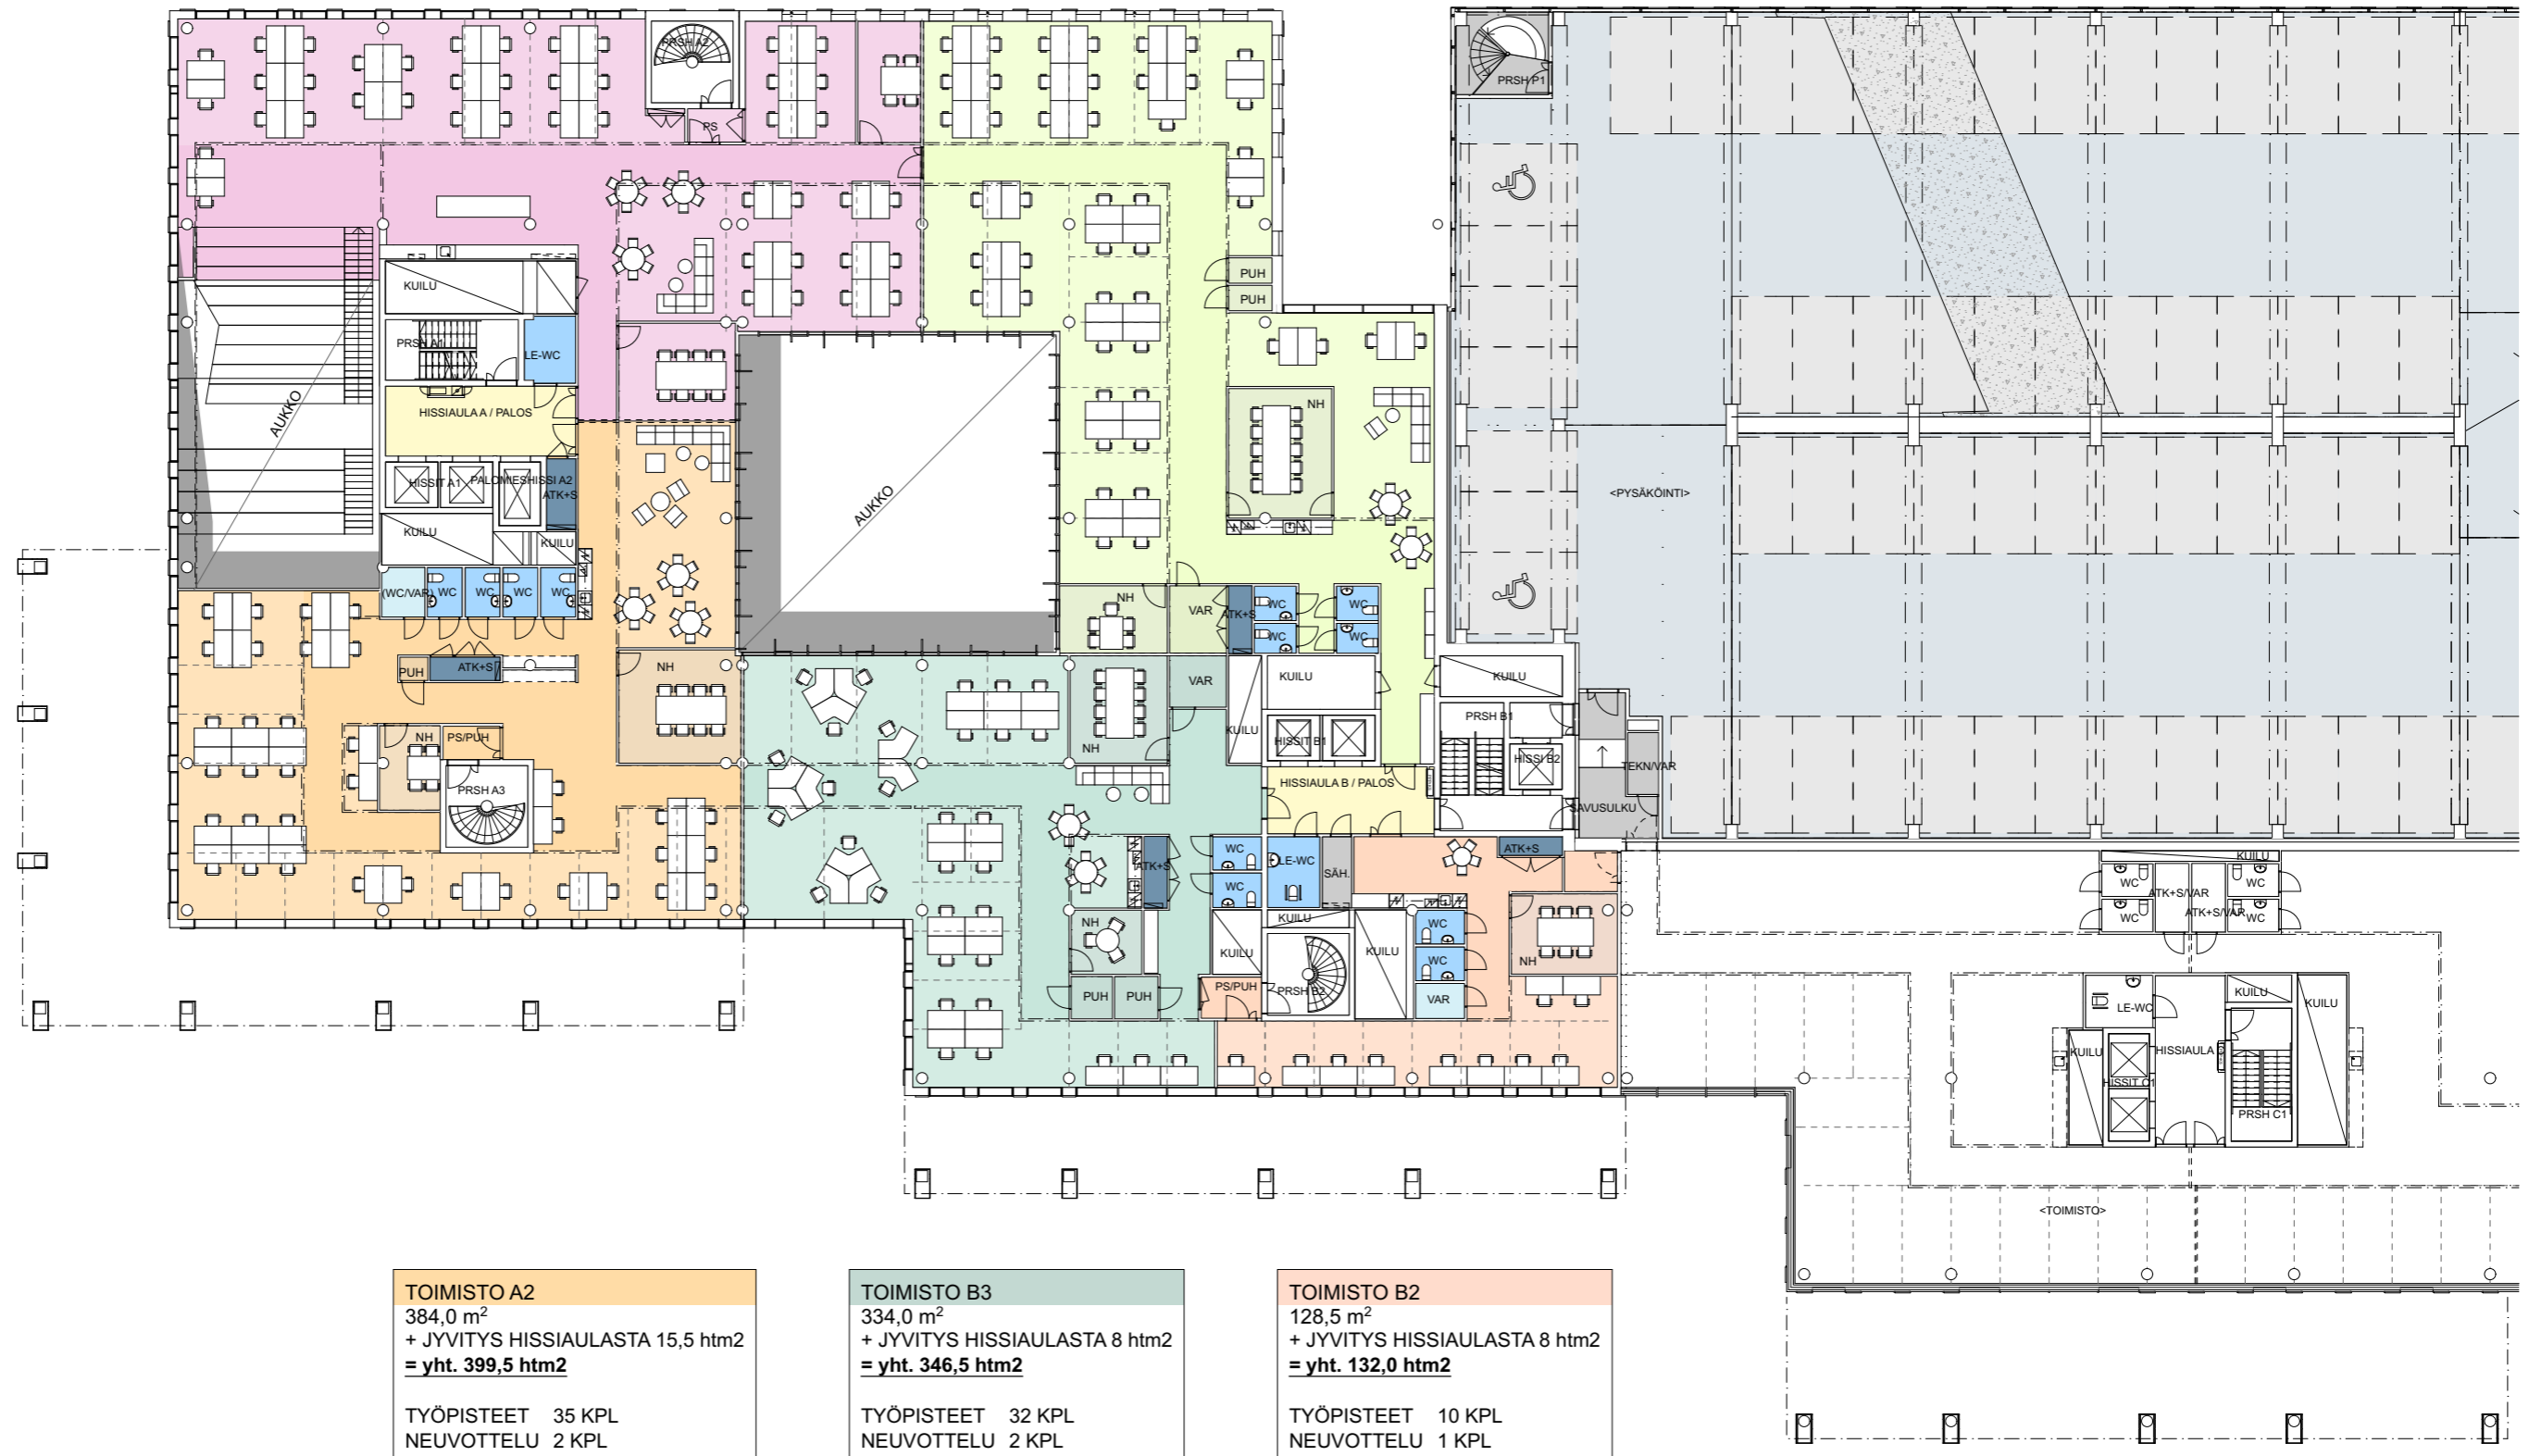 PRSH A2
PRSH P1
PS
KUILU
PUH
PUH
PRSH A1
LE-WC
HISSIAULA A / PALOS
AUKKO
NH
HISSIT A1
PALOMIESHISSI A2
ATK+S
AUKKO
<PYSÄKÖINTI>
KUILU
KUILU
(WC/VAR)
WC
WC
WC
WC
NH
VAR
ATK+S
WC
WC
WC
WC
PUH
ATK+S
NH
VAR
KUILU
KUILU
NH
PS/PUH
NH
KUILU
HISSIT B1
PRSH B1
HISSI B2
TEKN/VAR
PRSH A3
HISSIAULA B / PALOS
SAVUSULKU
WC
LE-WC
ATK+S
SÄH.
ATK+S
WC
KUILU
WC
ATK+S/VAR
WC
WC
ATK+S/VAR
WC
NH
KUILU
KUILU
KUILU
WC
WC
NH
PUH
PUH
PS/PUH
PRSH B2
VAR
KUILU
KUILU
LE-WC
KUILU
HISSIAULA C
HISSIT C1
PRSH C1
<TOIMISTO>
TOIMISTO A2
384,0 m²
+ JYVITYS HISSIAULASTA 15,5 htm2
= yht. 399,5 htm2
TYÖPISTEET 35 KPL
NEUVOTTELU 2 KPL
TOIMISTO B3
334,0 m²
+ JYVITYS HISSIAULASTA 8 htm2
= yht. 346,5 htm2
TYÖPISTEET 32 KPL
NEUVOTTELU 2 KPL
TOIMISTO B2
128,5 m²
+ JYVITYS HISSIAULASTA 8 htm2
= yht. 132,0 htm2
TYÖPISTEET 10 KPL
NEUVOTTELU 1 KPL